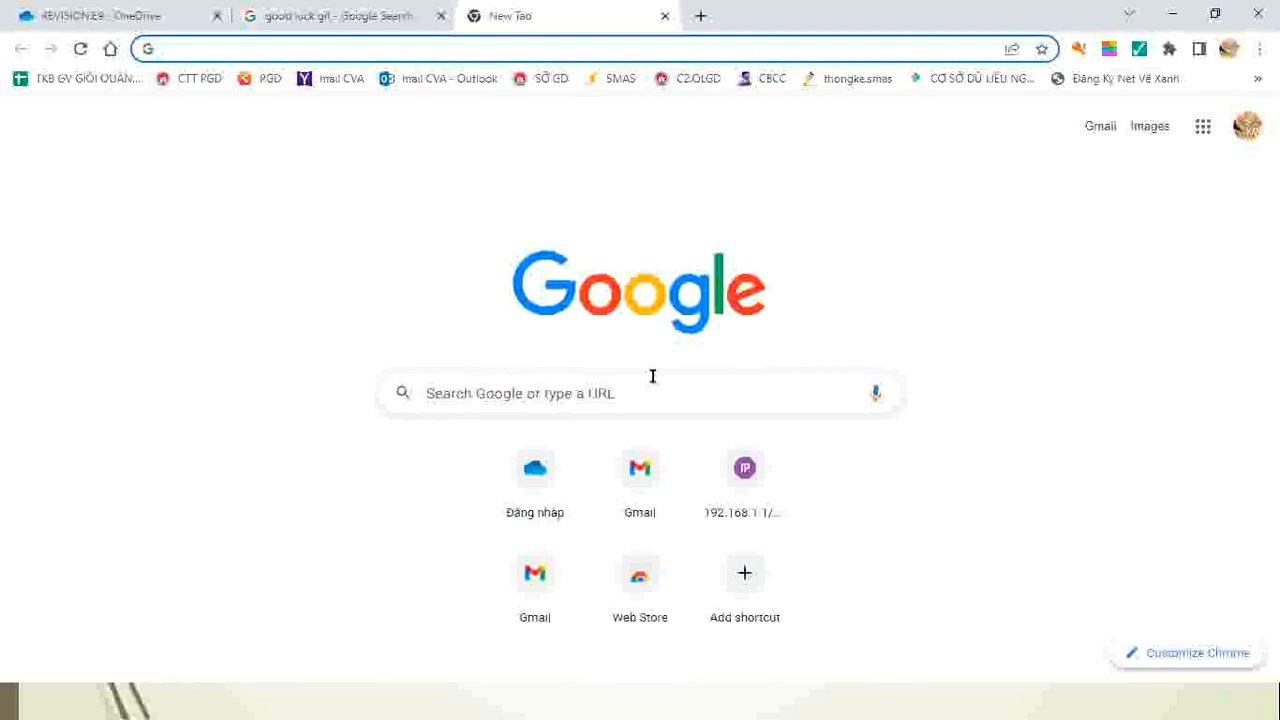 REVISION.E9 - OneDrive
good luck gif - Google Search
New Tab
TKB GV GIỎI QUẬN...
CTT PGD
PGD
mail CVA
mail CVA - Outlook
SỞ GD
SMAS
C2.QLGD
CBCC
thongke.smas
CƠ SỞ DỮ LIỆU NG...
Đăng Ký Nét Vẽ Xanh
Gmail
Images
Google
Search Google or type a URL
Đăng nhập
Gmail
192.168.1.1/...
Gmail
Web Store
Add shortcut
Customize Chrome